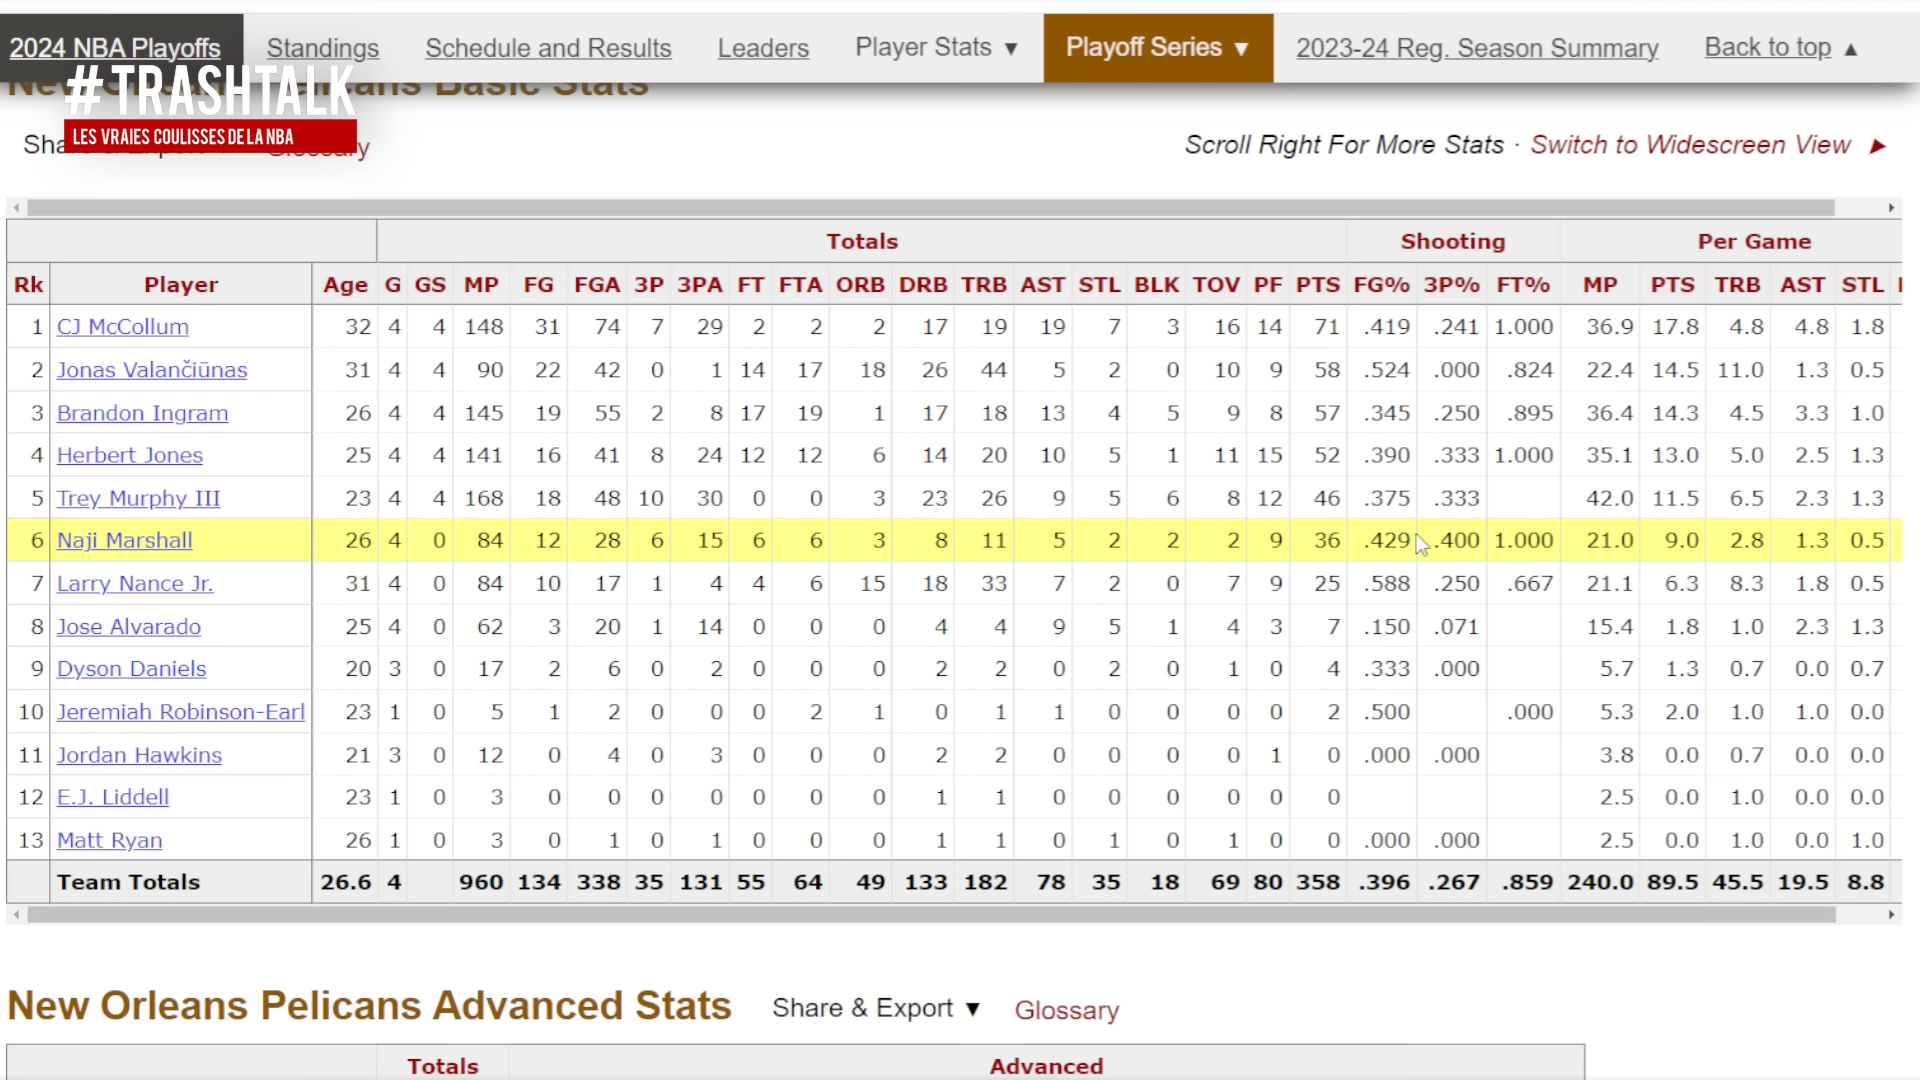 2024 NBA Playoffs Standings Schedule and Results Leaders Player Stats ▼ Playoff Series ▼ 2023-24 Reg. Season Summary Back to top ▲
#TRASHTALK
LES VRAIES COULISSES DE LA NBA
New Orleans Pelicans Basic Stats
Share & Export Glossary
Scroll Right For More Stats · Switch to Widescreen View ▶
Totals Shooting Per Game
Rk Player Age G GS MP FG FGA 3P 3PA FT FTA ORB DRB TRB AST STL BLK TOV PF PTS FG% 3P% FT% MP PTS TRB AST STL
1 CJ McCollum 32 4 4 148 31 74 7 29 2 2 2 17 19 19 7 3 16 14 71 .419 .241 1.000 36.9 17.8 4.8 4.8 1.8
2 Jonas Valančiūnas 31 4 4 90 22 42 0 1 14 17 18 26 44 5 2 0 10 9 58 .524 .000 .824 22.4 14.5 11.0 1.3 0.5
3 Brandon Ingram 26 4 4 145 19 55 2 8 17 19 1 17 18 13 4 5 9 8 57 .345 .250 .895 36.4 14.3 4.5 3.3 1.0
4 Herbert Jones 25 4 4 141 16 41 8 24 12 12 6 14 20 10 5 1 11 15 52 .390 .333 1.000 35.1 13.0 5.0 2.5 1.3
5 Trey Murphy III 23 4 4 168 18 48 10 30 0 0 3 23 26 9 5 6 8 12 46 .375 .333 42.0 11.5 6.5 2.3 1.3
6 Naji Marshall 26 4 0 84 12 28 6 15 6 6 3 8 11 5 2 2 2 9 36 .429 .400 1.000 21.0 9.0 2.8 1.3 0.5
7 Larry Nance Jr. 31 4 0 84 10 17 1 4 4 6 15 18 33 7 2 0 7 9 25 .588 .250 .667 21.1 6.3 8.3 1.8 0.5
8 Jose Alvarado 25 4 0 62 3 20 1 14 0 0 0 4 4 9 5 1 4 3 7 .150 .071 15.4 1.8 1.0 2.3 1.3
9 Dyson Daniels 20 3 0 17 2 6 0 2 0 0 0 2 2 0 2 0 1 0 4 .333 .000 5.7 1.3 0.7 0.0 0.7
10 Jeremiah Robinson-Earl 23 1 0 5 1 2 0 0 0 2 1 0 1 1 0 0 0 0 2 .500 .000 5.3 2.0 1.0 1.0 0.0
11 Jordan Hawkins 21 3 0 12 0 4 0 3 0 0 0 2 2 0 0 0 0 1 0 .000 .000 3.8 0.0 0.7 0.0 0.0
12 E.J. Liddell 23 1 0 3 0 0 0 0 0 0 0 1 1 0 0 0 0 0 0 2.5 0.0 1.0 0.0 0.0
13 Matt Ryan 26 1 0 3 0 1 0 1 0 0 0 1 1 0 1 0 1 0 0 .000 .000 2.5 0.0 1.0 0.0 1.0
Team Totals 26.6 4 960 134 338 35 131 55 64 49 133 182 78 35 18 69 80 358 .396 .267 .859 240.0 89.5 45.5 19.5 8.8
New Orleans Pelicans Advanced Stats Share & Export ▼ Glossary
Totals Advanced